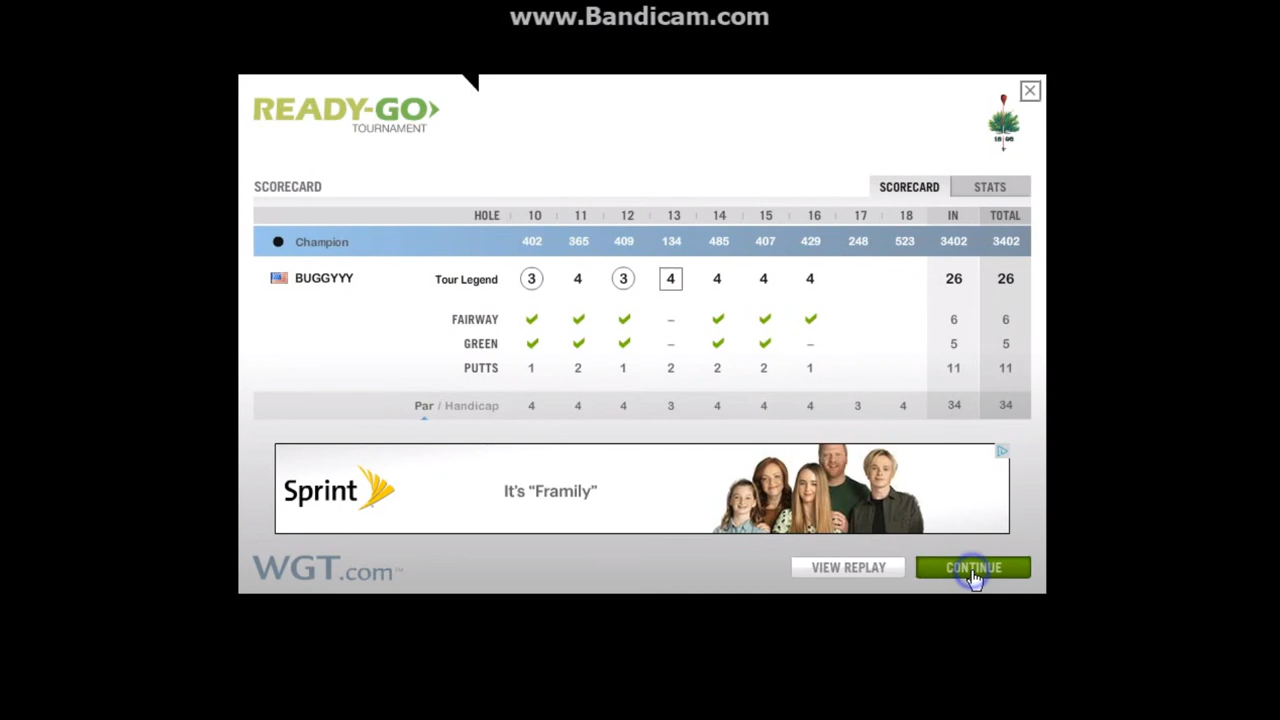 www.Bandicam.com
READY-GO
TOURNAMENT
SCORECARD
SCORECARD STATS
HOLE 10 11 12 13 14 15 16 17 18 IN TOTAL
Champion 402 365 409 134 485 407 429 248 523 3402 3402
BUGGYYY Tour Legend 3 4 3 4 4 4 4 26 26
FAIRWAY – 6 6
GREEN – – 5 5
PUTTS 1 2 1 2 2 2 1 11 11
Par / Handicap 4 4 4 3 4 4 4 3 4 34 34
Sprint It's “Framily”
WGT.com™ VIEW REPLAY CONTINUE